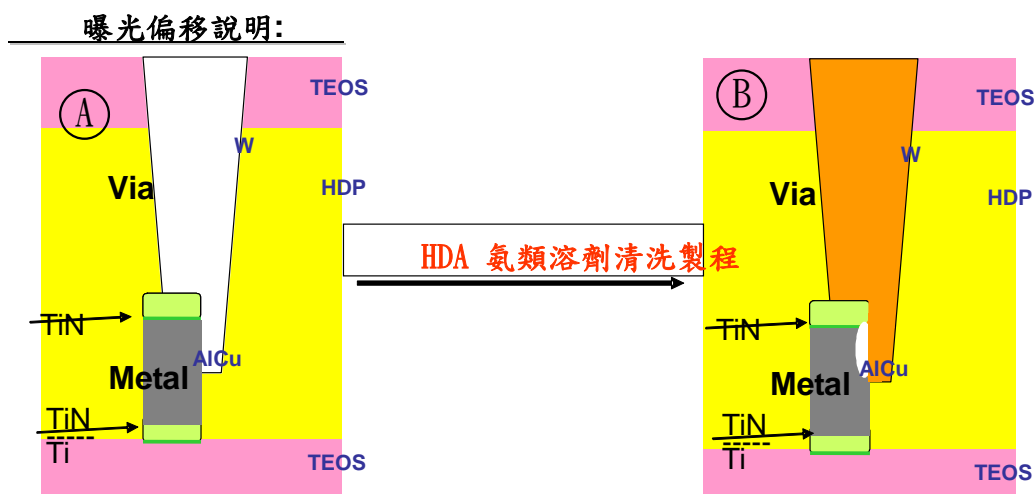 曝光偏移說明:
A
TEOS
W
Via
HDP
TiN
AlCu
Metal
TiN
Ti
TEOS
HDA 氨類溶劑清洗製程
B
TEOS
W
Via
HDP
TiN
AlCu
Metal
TiN
Ti
TEOS